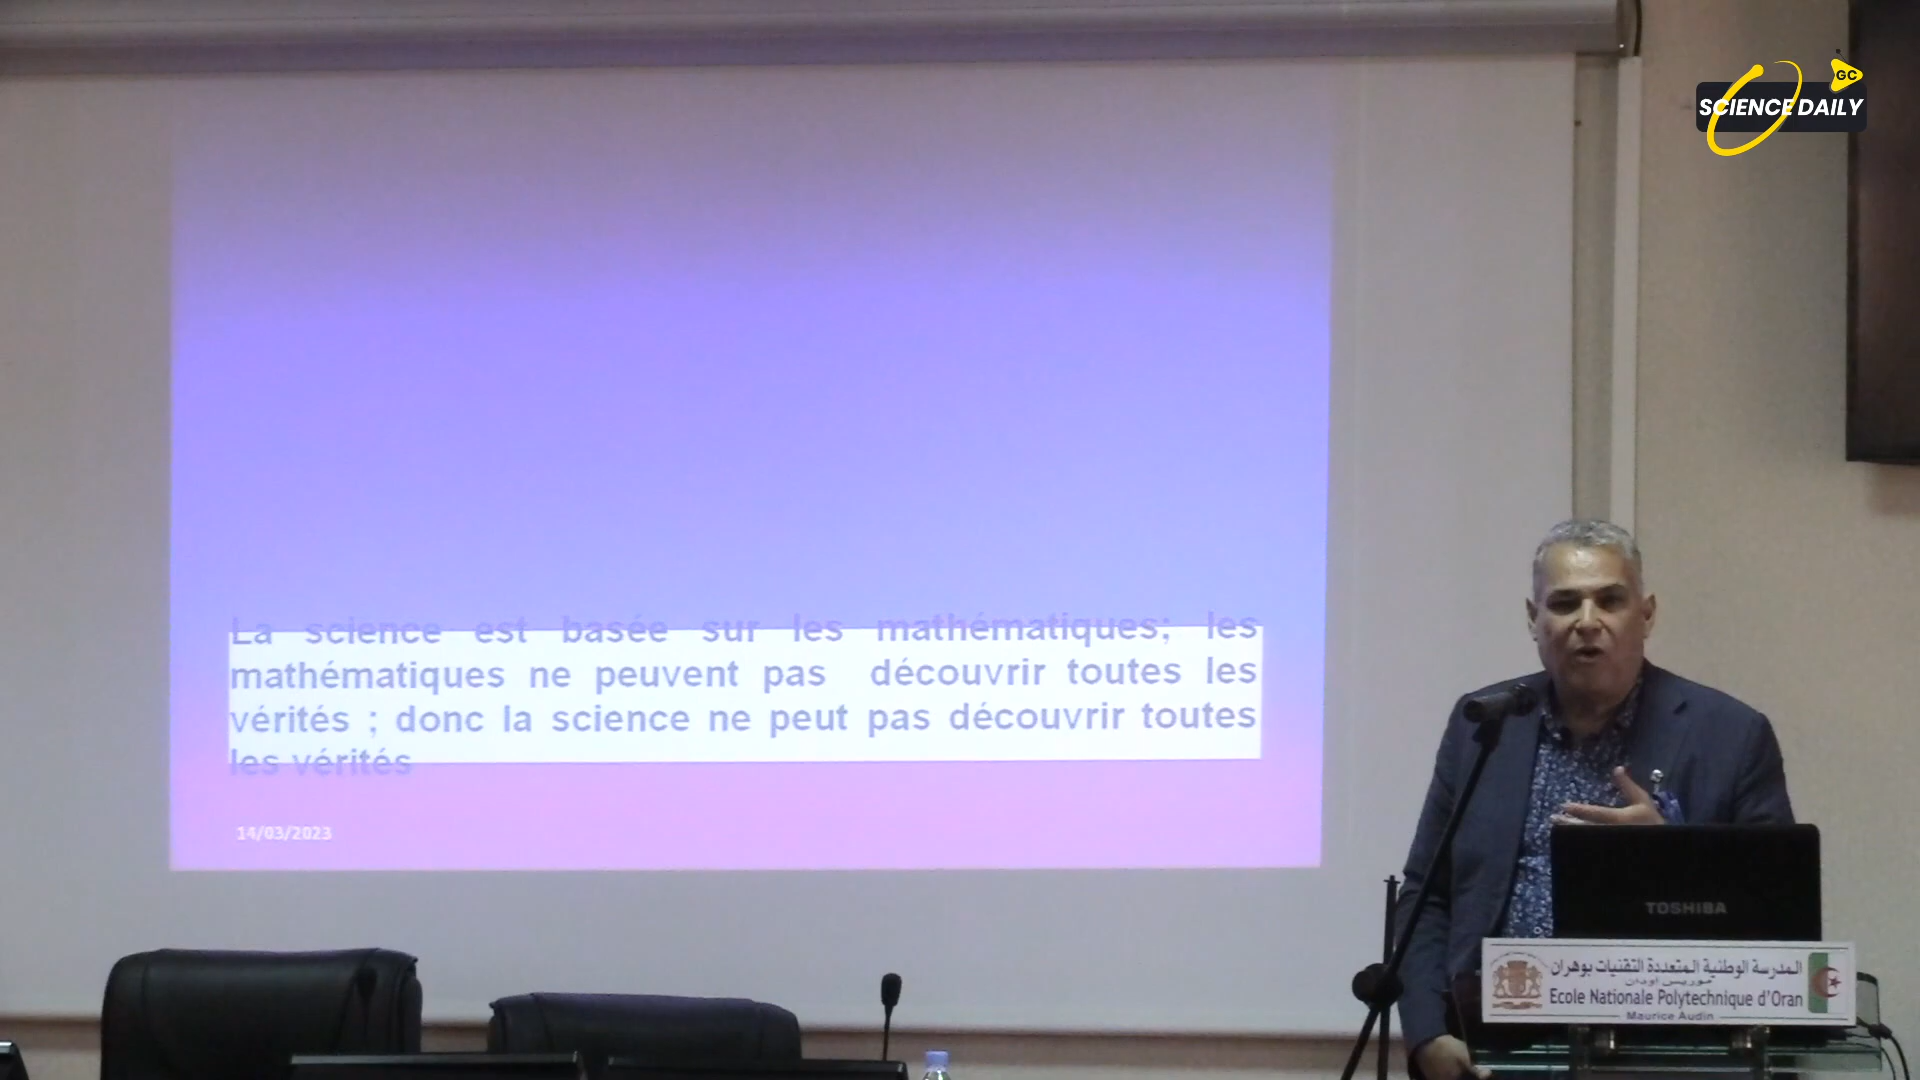 GC
SCIENCE DAILY
La science est basée sur les mathématiques; les
mathématiques ne peuvent pas découvrir toutes les
vérités ; donc la science ne peut pas découvrir toutes
les vérités
14/03/2023
TOSHIBA
المدرسة الوطنية المتعددة التقنيات بوهران
موريس اودان
Ecole Nationale Polytechnique d'Oran
Maurice Audin